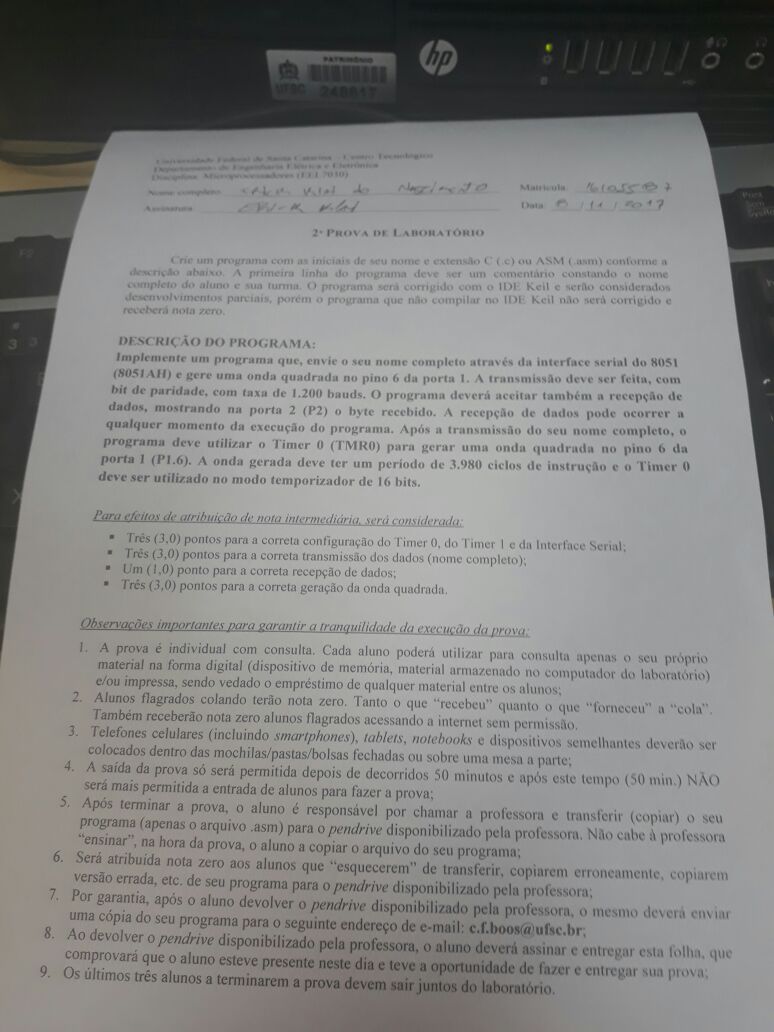 PATRIMÔNIO
UFSC 248617
hp
Universidade Federal de Santa Catarina – Centro Tecnológico
Departamento de Engenharia Elétrica e Eletrônica
Disciplina: Microprocessadores (EEL7030)
Nome completo: do Nascimento Matrícula:
Assinatura: Data: 8 / 11 / 2017
2ª PROVA DE LABORATÓRIO
Crie um programa com as iniciais de seu nome e extensão C (.c) ou ASM (.asm) conforme a
descrição abaixo. A primeira linha do programa deve ser um comentário constando o nome
completo do aluno e sua turma. O programa será corrigido com o IDE Keil e serão considerados
desenvolvimentos parciais, porém o programa que não compilar no IDE Keil não será corrigido e
receberá nota zero.
DESCRIÇÃO DO PROGRAMA:
Implemente um programa que, envie o seu nome completo através da interface serial do 8051
(8051AH) e gere uma onda quadrada no pino 6 da porta 1. A transmissão deve ser feita, com
bit de paridade, com taxa de 1.200 bauds. O programa deverá aceitar também a recepção de
dados, mostrando na porta 2 (P2) o byte recebido. A recepção de dados pode ocorrer a
qualquer momento da execução do programa. Após a transmissão do seu nome completo, o
programa deve utilizar o Timer 0 (TMR0) para gerar uma onda quadrada no pino 6 da
porta 1 (P1.6). A onda gerada deve ter um período de 3.980 ciclos de instrução e o Timer 0
deve ser utilizado no modo temporizador de 16 bits.
Para efeitos de atribuição de nota intermediária, será considerada:
▪ Três (3,0) pontos para a correta configuração do Timer 0, do Timer 1 e da Interface Serial;
▪ Três (3,0) pontos para a correta transmissão dos dados (nome completo);
▪ Um (1,0) ponto para a correta recepção de dados;
▪ Três (3,0) pontos para a correta geração da onda quadrada.
Observações importantes para garantir a tranquilidade da execução da prova:
1. A prova é individual com consulta. Cada aluno poderá utilizar para consulta apenas o seu próprio
material na forma digital (dispositivo de memória, material armazenado no computador do laboratório)
e/ou impressa, sendo vedado o empréstimo de qualquer material entre os alunos;
2. Alunos flagrados colando terão nota zero. Tanto o que “recebeu” quanto o que “forneceu” a “cola”.
Também receberão nota zero alunos flagrados acessando a internet sem permissão.
3. Telefones celulares (incluindo smartphones), tablets, notebooks e dispositivos semelhantes deverão ser
colocados dentro das mochilas/pastas/bolsas fechadas ou sobre uma mesa a parte;
4. A saída da prova só será permitida depois de decorridos 50 minutos e após este tempo (50 min.) NÃO
será mais permitida a entrada de alunos para fazer a prova;
5. Após terminar a prova, o aluno é responsável por chamar a professora e transferir (copiar) o seu
programa (apenas o arquivo .asm) para o pendrive disponibilizado pela professora. Não cabe à professora
“ensinar”, na hora da prova, o aluno a copiar o arquivo do seu programa;
6. Será atribuída nota zero aos alunos que “esquecerem” de transferir, copiarem erroneamente, copiarem
versão errada, etc. de seu programa para o pendrive disponibilizado pela professora;
7. Por garantia, após o aluno devolver o pendrive disponibilizado pela professora, o mesmo deverá enviar
uma cópia do seu programa para o seguinte endereço de e-mail: c.f.boos@ufsc.br;
8. Ao devolver o pendrive disponibilizado pela professora, o aluno deverá assinar e entregar esta folha, que
comprovará que o aluno esteve presente neste dia e teve a oportunidade de fazer e entregar sua prova;
9. Os últimos três alunos a terminarem a prova devem sair juntos do laboratório.